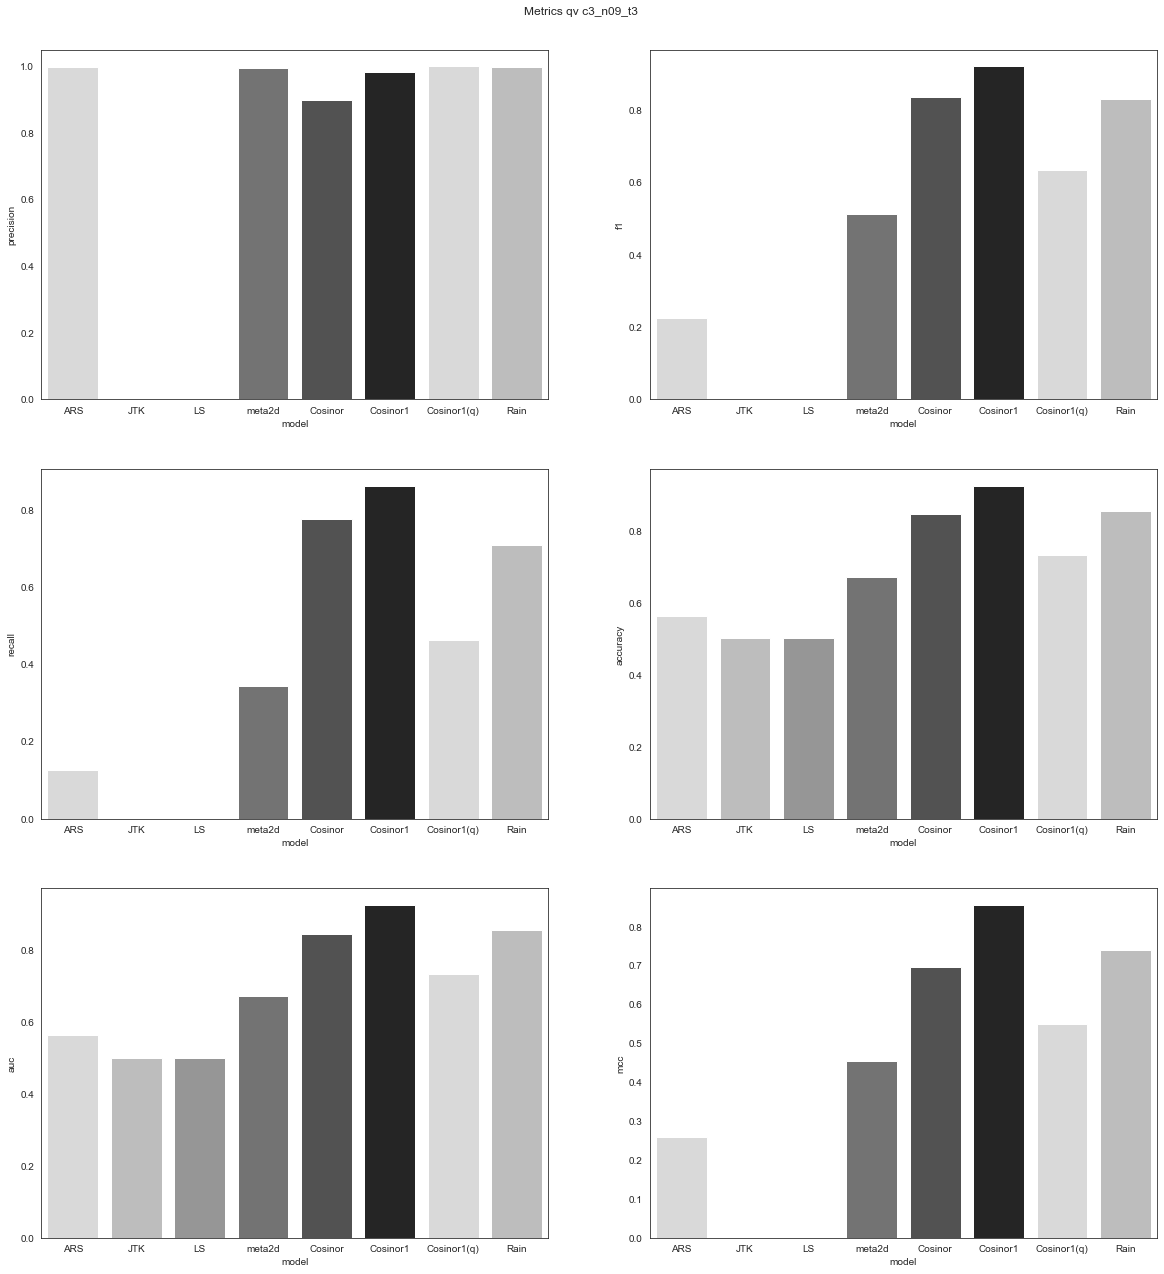 Metrics qv c3_n09_t3
1.0
0.8
0.6
0.4
0.2
0.0
precision
ARS JTK LS meta2d Cosinor Cosinor1 Cosinor1(q) Rain
model
0.8
0.6
0.4
0.2
0.0
f1
ARS JTK LS meta2d Cosinor Cosinor1 Cosinor1(q) Rain
model
0.8
0.6
0.4
0.2
0.0
recall
ARS JTK LS meta2d Cosinor Cosinor1 Cosinor1(q) Rain
model
0.8
0.6
0.4
0.2
0.0
accuracy
ARS JTK LS meta2d Cosinor Cosinor1 Cosinor1(q) Rain
model
0.8
0.6
0.4
0.2
0.0
auc
ARS JTK LS meta2d Cosinor Cosinor1 Cosinor1(q) Rain
model
0.8
0.7
0.6
0.5
0.4
0.3
0.2
0.1
0.0
mcc
ARS JTK LS meta2d Cosinor Cosinor1 Cosinor1(q) Rain
model